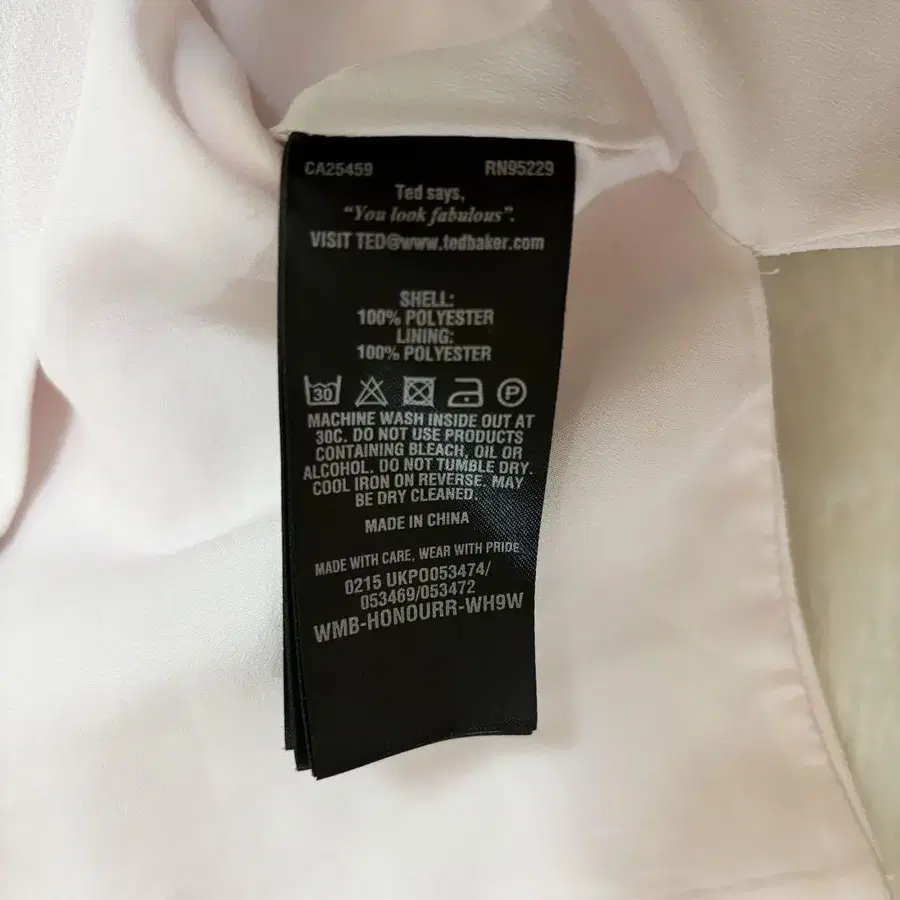 CA25459 RN95229
Ted says,
"You look fabulous".
VISIT TED@www.tedbaker.com
SHELL:
100% POLYESTER
LINING:
100% POLYESTER
30 P
MACHINE WASH INSIDE OUT AT
30C. DO NOT USE PRODUCTS
CONTAINING BLEACH, OIL OR
ALCOHOL. DO NOT TUMBLE DRY.
COOL IRON ON REVERSE. MAY
BE DRY CLEANED.
MADE IN CHINA
MADE WITH CARE, WEAR WITH PRIDE
0215 UKPO053474/
053469/053472
WMB-HONOURR-WH9W